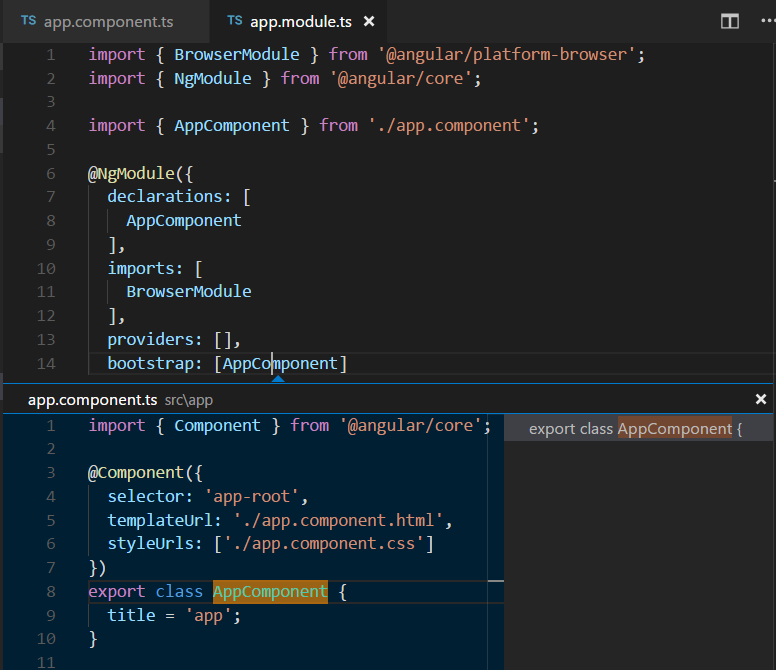 TS app.component.ts TS app.module.ts ×
1 import { BrowserModule } from '@angular/platform-browser';
2 import { NgModule } from '@angular/core';
3
4 import { AppComponent } from './app.component';
5
6 @NgModule({
7 declarations: [
8 AppComponent
9 ],
10 imports: [
11 BrowserModule
12 ],
13 providers: [],
14 bootstrap: [AppComponent]
app.component.ts src\app ×
1 import { Component } from '@angular/core';
2
3 @Component({
4 selector: 'app-root',
5 templateUrl: './app.component.html',
6 styleUrls: ['./app.component.css']
7 })
8 export class AppComponent {
9 title = 'app';
10 }
11
export class AppComponent {